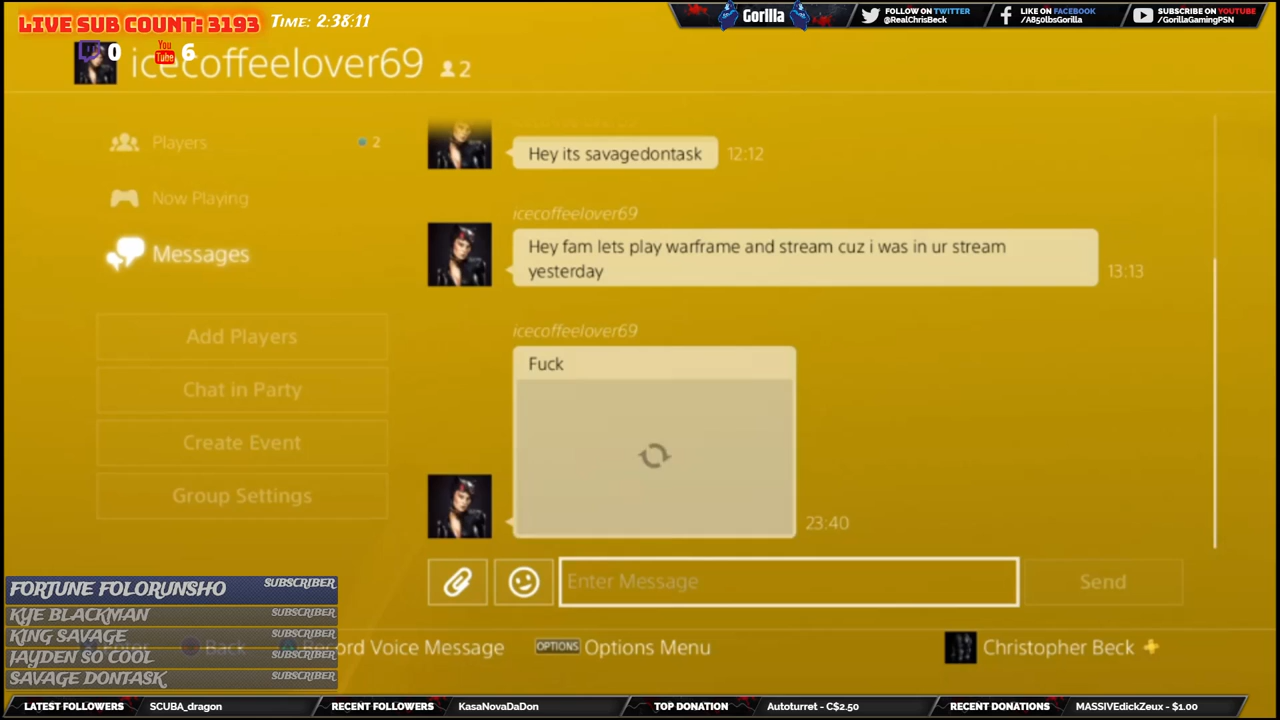 LIVE SUB COUNT: 3193
TIME: 2:38:11
Gorilla
FOLLOW ON TWITTER
@RealChrisBeck
LIKE ON FACEBOOK
/A850lbsGorilla
SUBSCRIBE ON YOUTUBE
/GorillaGamingPSN
0
You Tube 6
icecoffeelover69 2
Players 2
Now Playing
Messages
Add Players
Chat in Party
Create Event
Group Settings
Hey its savagedontask 12:12
icecoffeelover69
Hey fam lets play warframe and stream cuz i was in ur stream
yesterday 13:13
icecoffeelover69
Fuck
23:40
Enter Message
Send
FORTUNE FOLORUNSHO SUBSCRIBER
KYE BLACKMAN SUBSCRIBER
KING SAVAGE SUBSCRIBER
JAYDEN SO COOL SUBSCRIBER
SAVAGE DONTASK SUBSCRIBER
Enter Back Record Voice Message OPTIONS Options Menu
Christopher Beck
LATEST FOLLOWERS SCUBA_dragon
RECENT FOLLOWERS KasaNovaDaDon
TOP DONATION Autoturret - C$2.50
RECENT DONATIONS MASSIVEdickZeux - $1.00